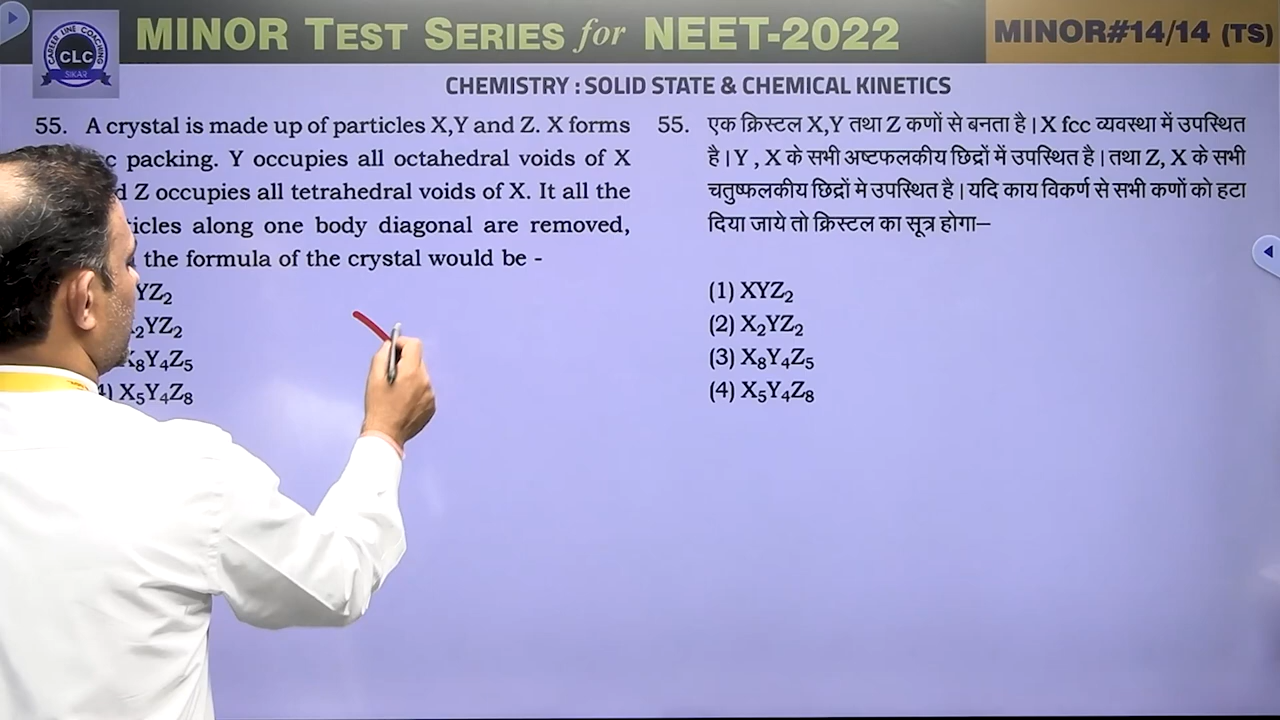 CAREER LINE COACHING
CLC
SIKAR
MINOR TEST SERIES for NEET-2022
MINOR#14/14 (TS)
CHEMISTRY : SOLID STATE & CHEMICAL KINETICS
55. A crystal is made up of particles X,Y and Z. X forms
packing. Y occupies all octahedral voids of X
Z occupies all tetrahedral voids of X. It all the
along one body diagonal are removed,
the formula of the crystal would be -
YZ₂
₂YZ₂
X₈Y₄Z₅
4) X₅Y₄Z₈
55. एक क्रिस्टल X,Y तथा Z कणों से बनता है। X fcc व्यवस्था में उपस्थित
है। Y , X के सभी अष्टफलकीय छिद्रों में उपस्थित है। तथा Z, X के सभी
चतुष्फलकीय छिद्रों मे उपस्थित है। यदि काय विकर्ण से सभी कणों को हटा
दिया जाये तो क्रिस्टल का सूत्र होगा–
(1) XYZ₂
(2) X₂YZ₂
(3) X₈Y₄Z₅
(4) X₅Y₄Z₈